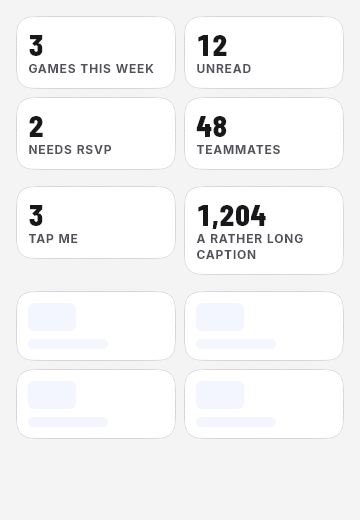 3
GAMES THIS WEEK
12
UNREAD
2
NEEDS RSVP
48
TEAMMATES
3
TAP ME
1,204
A RATHER LONG
CAPTION